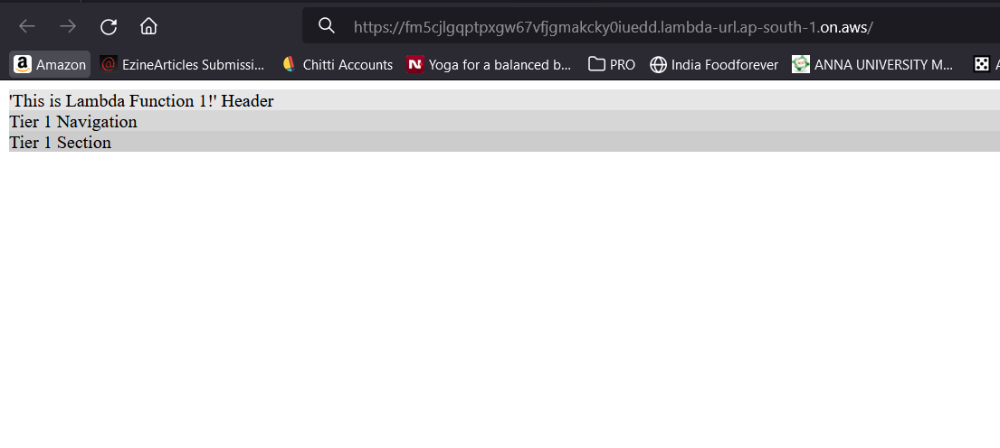 https://fm5cjlgqptpxgw67vfjgmakcky0iuedd.lambda-url.ap-south-1.on.aws/
Amazon EzineArticles Submissi... Chitti Accounts Yoga for a balanced b... PRO India Foodforever ANNA UNIVERSITY M...
'This is Lambda Function 1!' Header
Tier 1 Navigation
Tier 1 Section